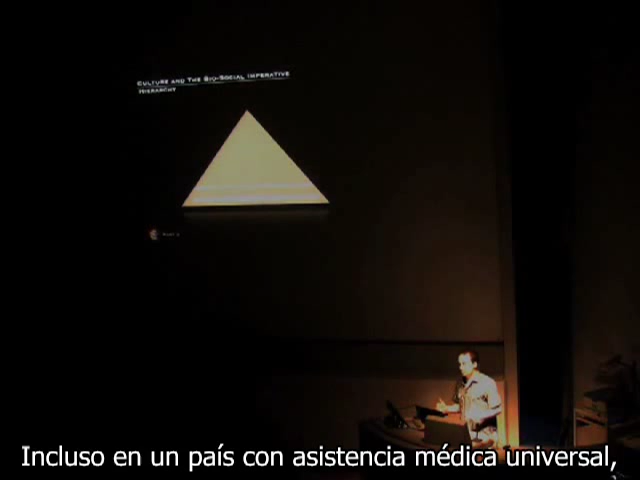 Culture and The Bio-Social Imperative
Hierarchy
Incluso en un país con asistencia médica universal,